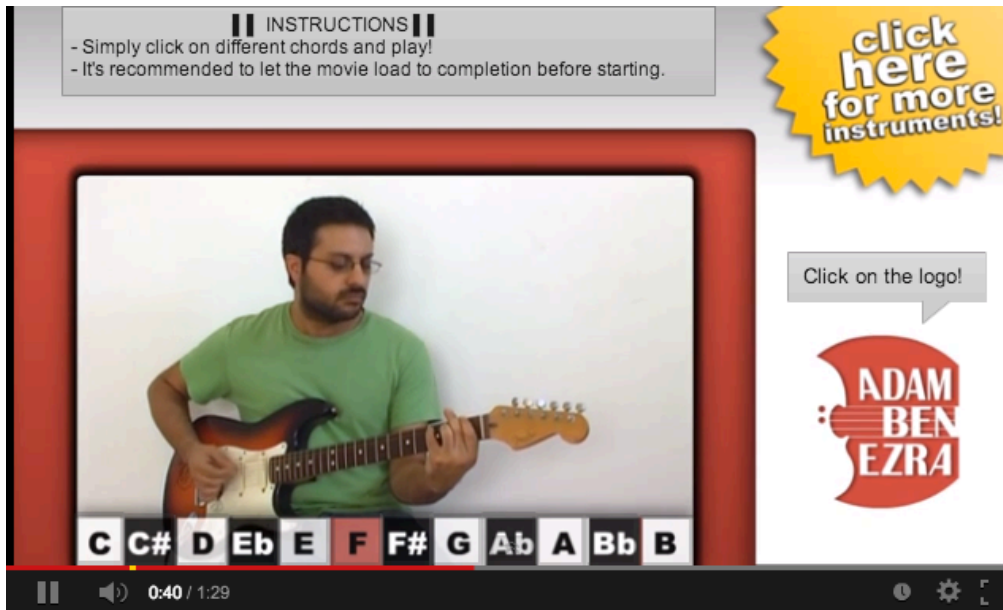 INSTRUCTIONS
- Simply click on different chords and play!
- It's recommended to let the movie load to completion before starting.
click
here
for more
instruments!
Click on the logo!
ADAM
BEN
EZRA
C C# D Eb E F F# G Ab A Bb B
0:40 / 1:29